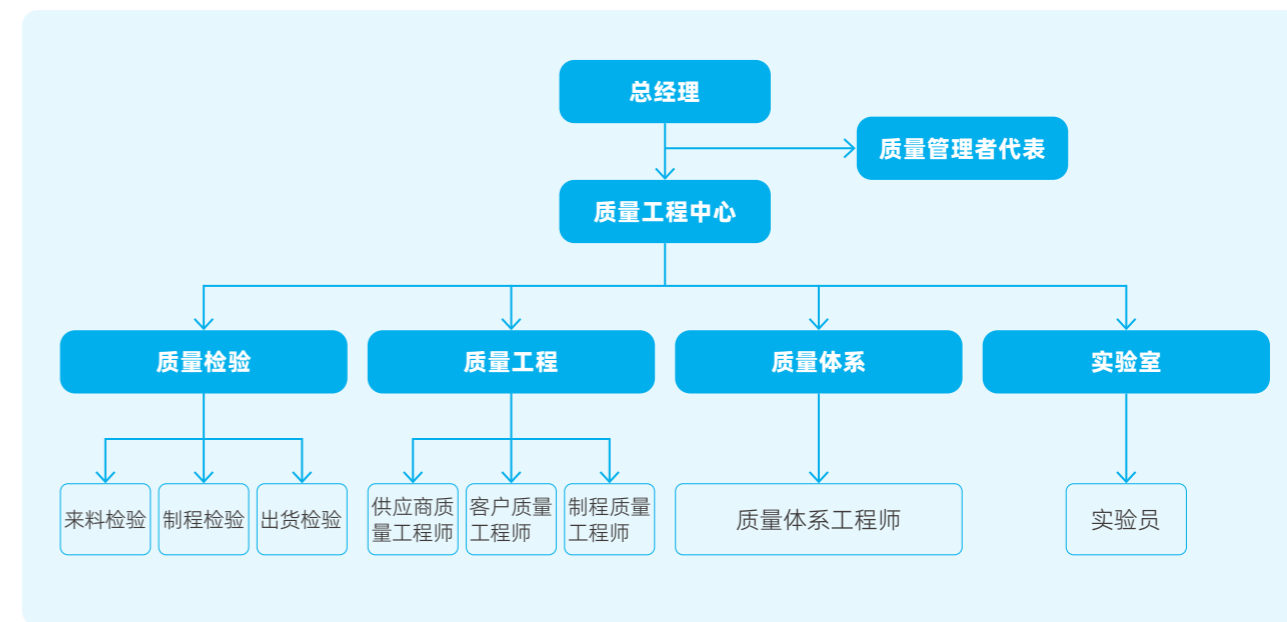 总经理
质量管理者代表
质量工程中心
质量检验
质量工程
质量体系
实验室
来料检验
制程检验
出货检验
供应商质
量工程师
客户质量
工程师
制程质量
工程师
质量体系工程师
实验员